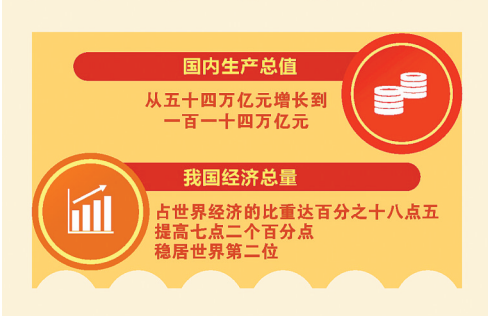 国内生产总值
从五十四万亿元增长到
一百一十四万亿元
我国经济总量
占世界经济的比重达百分之十八点五
提高七点二个百分点
稳居世界第二位